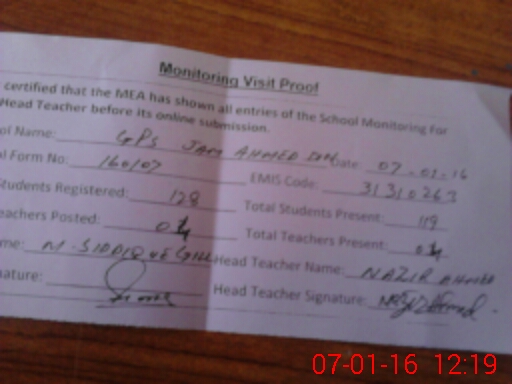 Monitoring Visit Proof
certified that the MEA has shown all entries of the School Monitoring For
Head Teacher before its online submission.
ol Name: GPS JAM AHMED Date: 07-01-16
l Form No: 160107 EMIS Code: 31310263
tudents Registered: 128 Total Students Present: 119
eachers Posted: 04 Total Teachers Present: 04
me: M. SIDDIQUE GILL Head Teacher Name: NAZIR AHMED
nature: Head Teacher Signature:
07-01-16 12:19